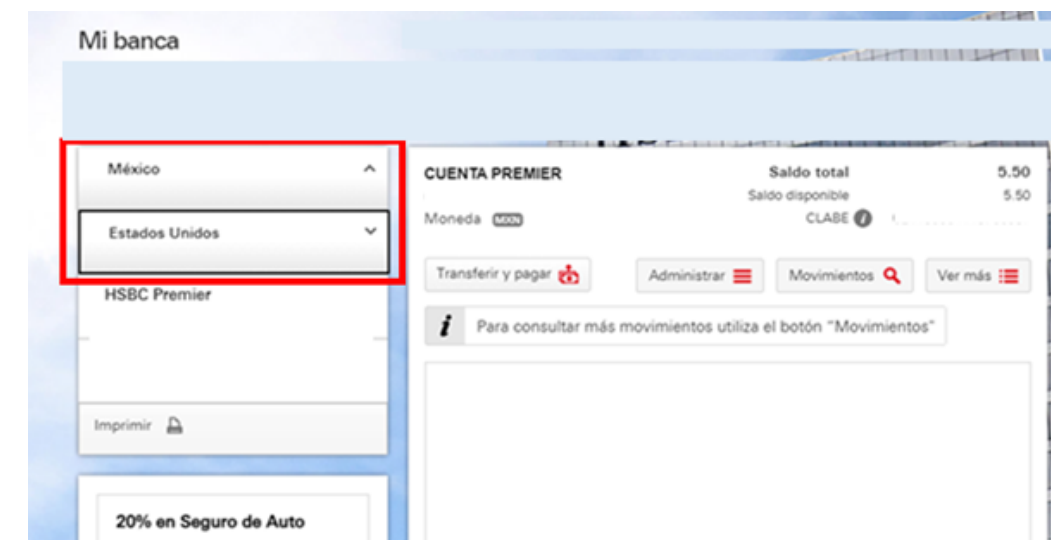 Mi banca
México
Estados Unidos
HSBC Premier
Imprimir
20% en Seguro de Auto
CUENTA PREMIER
Saldo total 5.50
Saldo disponible 5.50
Moneda MXN
CLABE i
Transferir y pagar
Administrar
Movimientos
Ver más
i Para consultar más movimientos utiliza el botón "Movimientos"